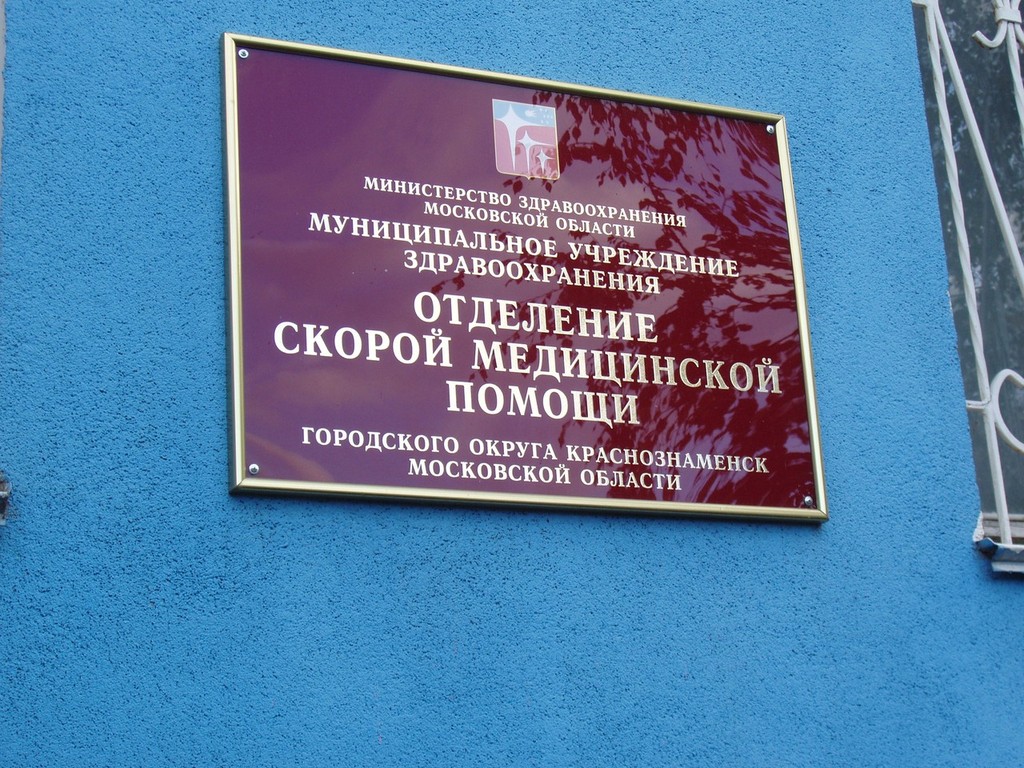 МИНИСТЕРСТВО ЗДРАВООХРАНЕНИЯ
МОСКОВСКОЙ ОБЛАСТИ
МУНИЦИПАЛЬНОЕ УЧРЕЖДЕНИЕ
ЗДРАВООХРАНЕНИЯ
ОТДЕЛЕНИЕ
СКОРОЙ МЕДИЦИНСКОЙ
ПОМОЩИ
ГОРОДСКОГО ОКРУГА КРАСНОЗНАМЕНСК
МОСКОВСКОЙ ОБЛАСТИ